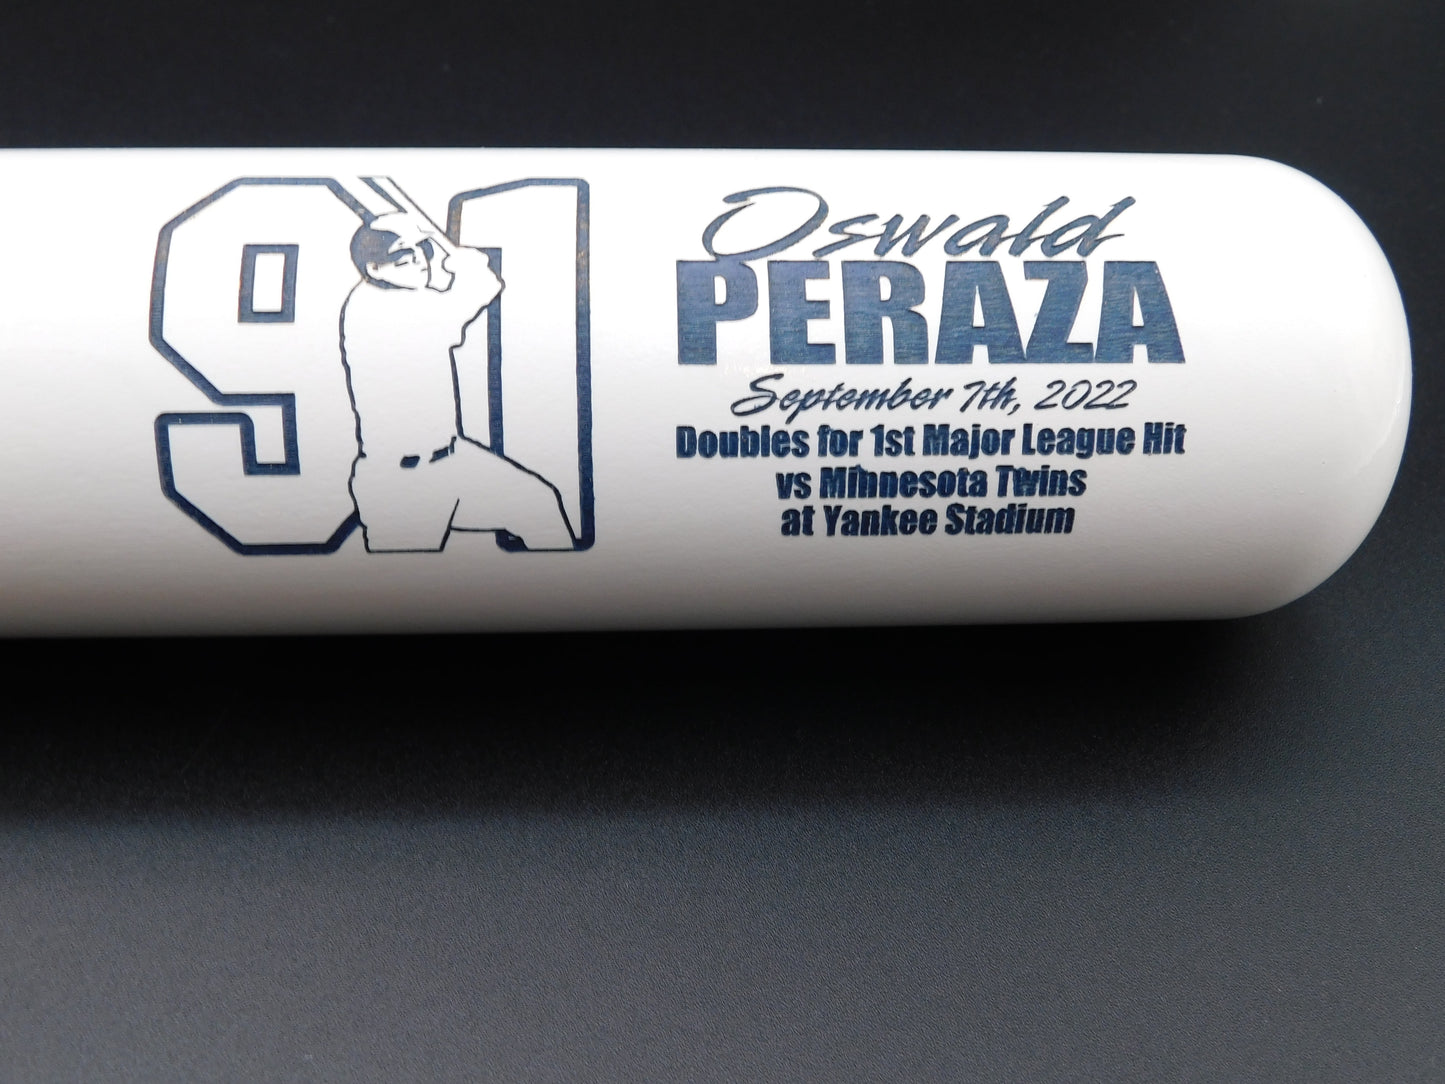 91
Oswald
PERAZA
September 7th, 2022
Doubles for 1st Major League Hit
vs Minnesota Twins
at Yankee Stadium